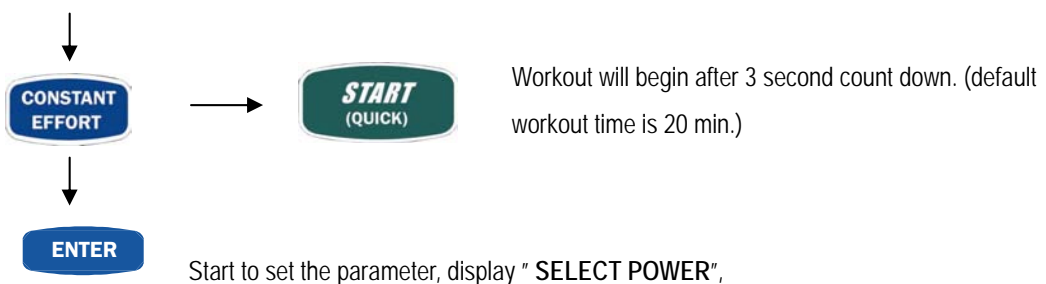 CONSTANT
EFFORT
START
(QUICK)
Workout will begin after 3 second count down. (default
workout time is 20 min.)
ENTER
Start to set the parameter, display " SELECT POWER",